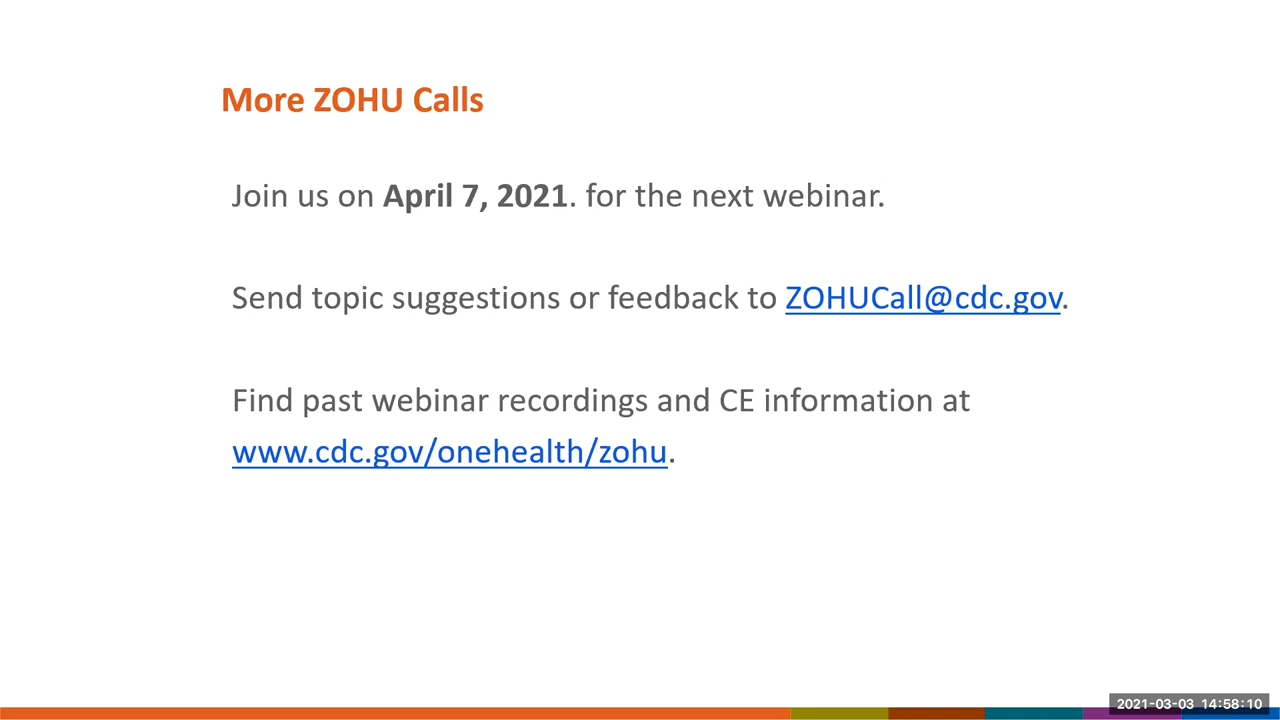 More ZOHU Calls
Join us on April 7, 2021. for the next webinar.
Send topic suggestions or feedback to ZOHUCall@cdc.gov.
Find past webinar recordings and CE information at
www.cdc.gov/onehealth/zohu.
2021-03-03 14:58:10